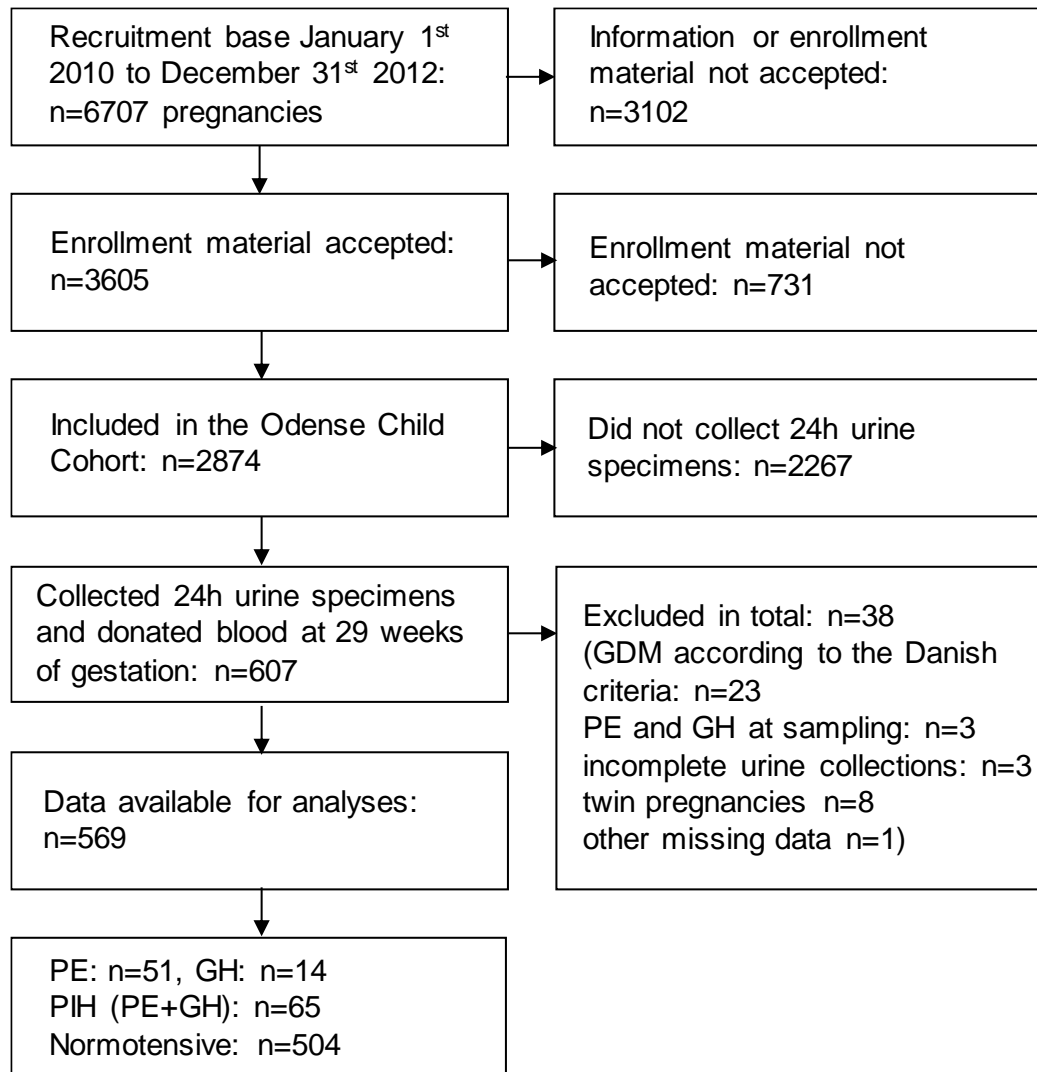 Recruitment base January 1st
2010 to December 31st 2012:
n=6707 pregnancies
Information or enrollment
material not accepted:
n=3102
Enrollment material accepted:
n=3605
Enrollment material not
accepted: n=731
Included in the Odense Child
Cohort: n=2874
Did not collect 24h urine
specimens: n=2267
Collected 24h urine specimens
and donated blood at 29 weeks
of gestation: n=607
Excluded in total: n=38
(GDM according to the Danish
criteria: n=23
PE and GH at sampling: n=3
incomplete urine collections: n=3
twin pregnancies n=8
other missing data n=1)
Data available for analyses:
n=569
PE: n=51, GH: n=14
PIH (PE+GH): n=65
Normotensive: n=504